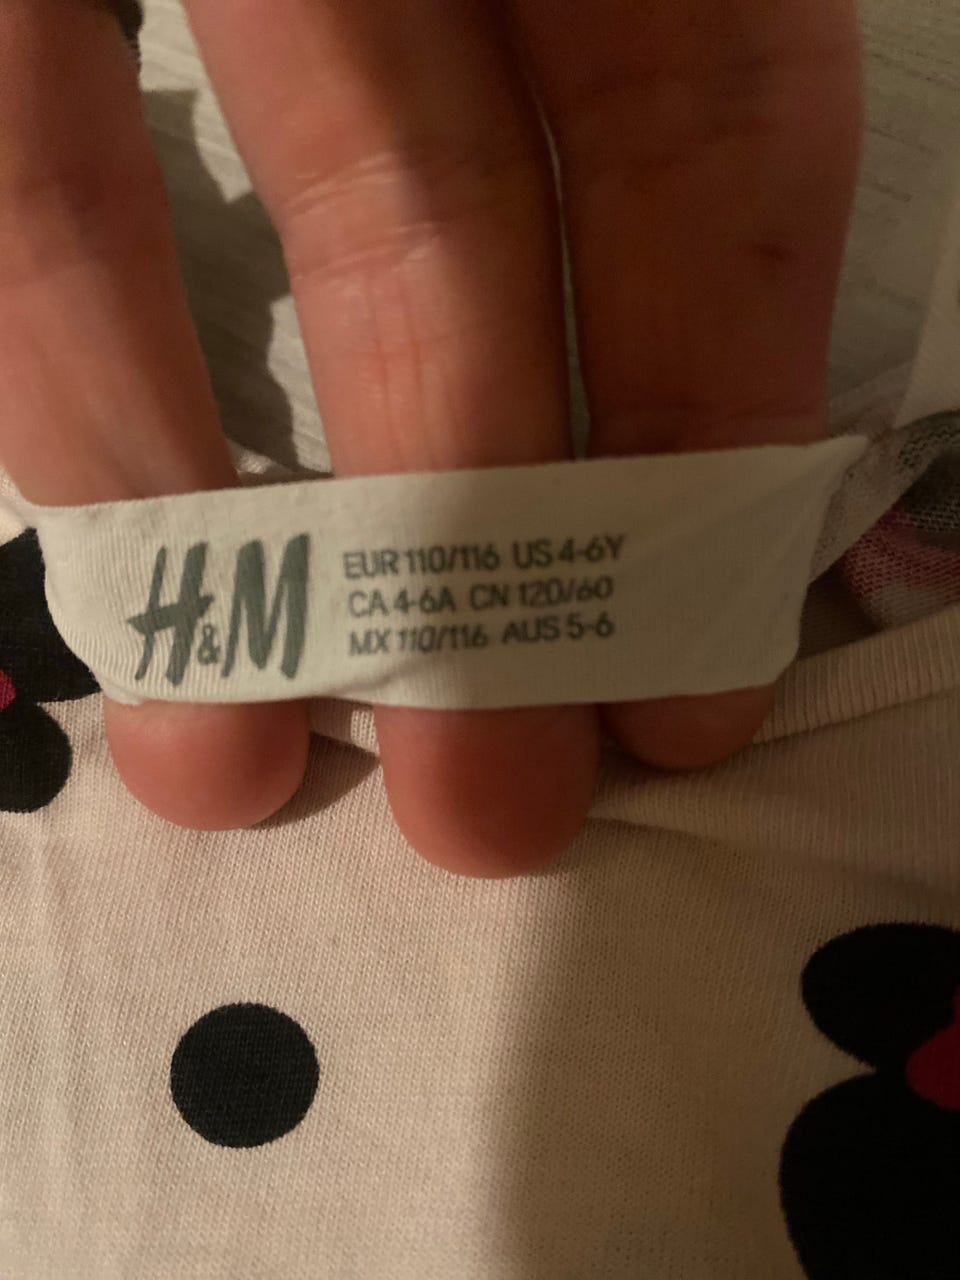 H&M
EUR 110/116 US 4-6Y
CA 4-6A CN 120/60
MX 110/116 AUS 5-6